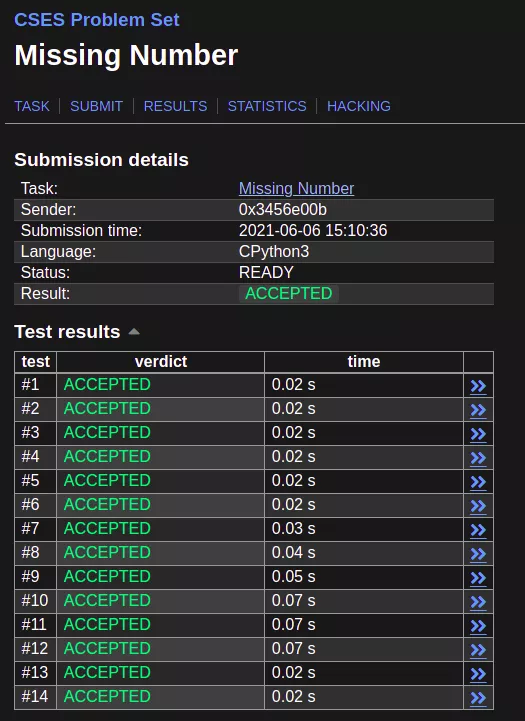 CSES Problem Set
Missing Number
TASK | SUBMIT | RESULTS | STATISTICS | HACKING
Submission details
Task: Missing Number
Sender: 0x3456e00b
Submission time: 2021-06-06 15:10:36
Language: CPython3
Status: READY
Result: ACCEPTED
Test results
test verdict time
#1 ACCEPTED 0.02 s »
#2 ACCEPTED 0.02 s »
#3 ACCEPTED 0.02 s »
#4 ACCEPTED 0.02 s »
#5 ACCEPTED 0.02 s »
#6 ACCEPTED 0.02 s »
#7 ACCEPTED 0.03 s »
#8 ACCEPTED 0.04 s »
#9 ACCEPTED 0.05 s »
#10 ACCEPTED 0.07 s »
#11 ACCEPTED 0.07 s »
#12 ACCEPTED 0.07 s »
#13 ACCEPTED 0.02 s »
#14 ACCEPTED 0.02 s »